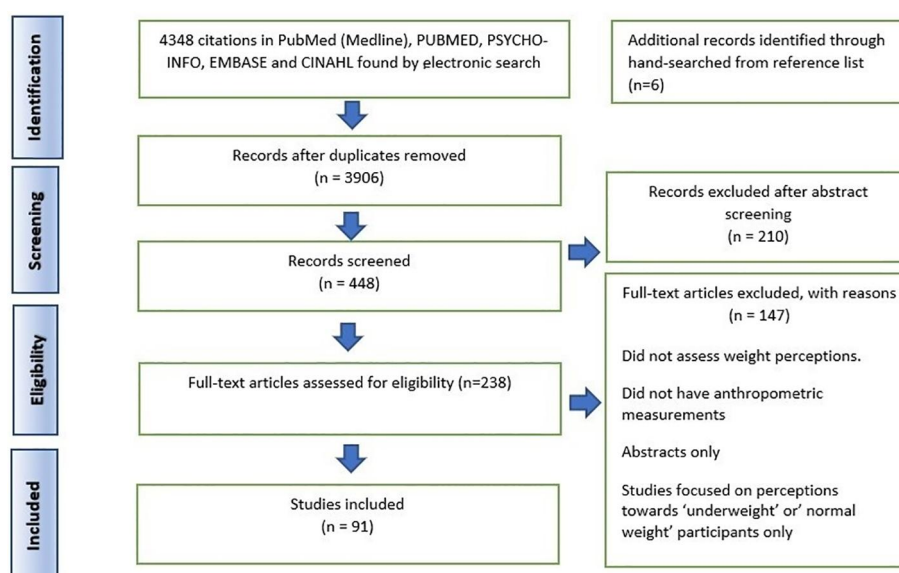 Identification
4348 citations in PubMed (Medline), PUBMED, PSYCHO-
INFO, EMBASE and CINAHL found by electronic search
Additional records identified through
hand-searched from reference list
(n=6)
Records after duplicates removed
(n = 3906)
Screening
Records excluded after abstract
screening
(n = 210)
Records screened
(n = 448)
Eligibility
Full-text articles assessed for eligibility (n=238)
Full-text articles excluded, with reasons
(n = 147)
Did not assess weight perceptions.
Did not have anthropometric
measurements
Abstracts only
Studies focused on perceptions
towards ‘underweight’ or’ normal
weight’ participants only
Included
Studies included
(n = 91)